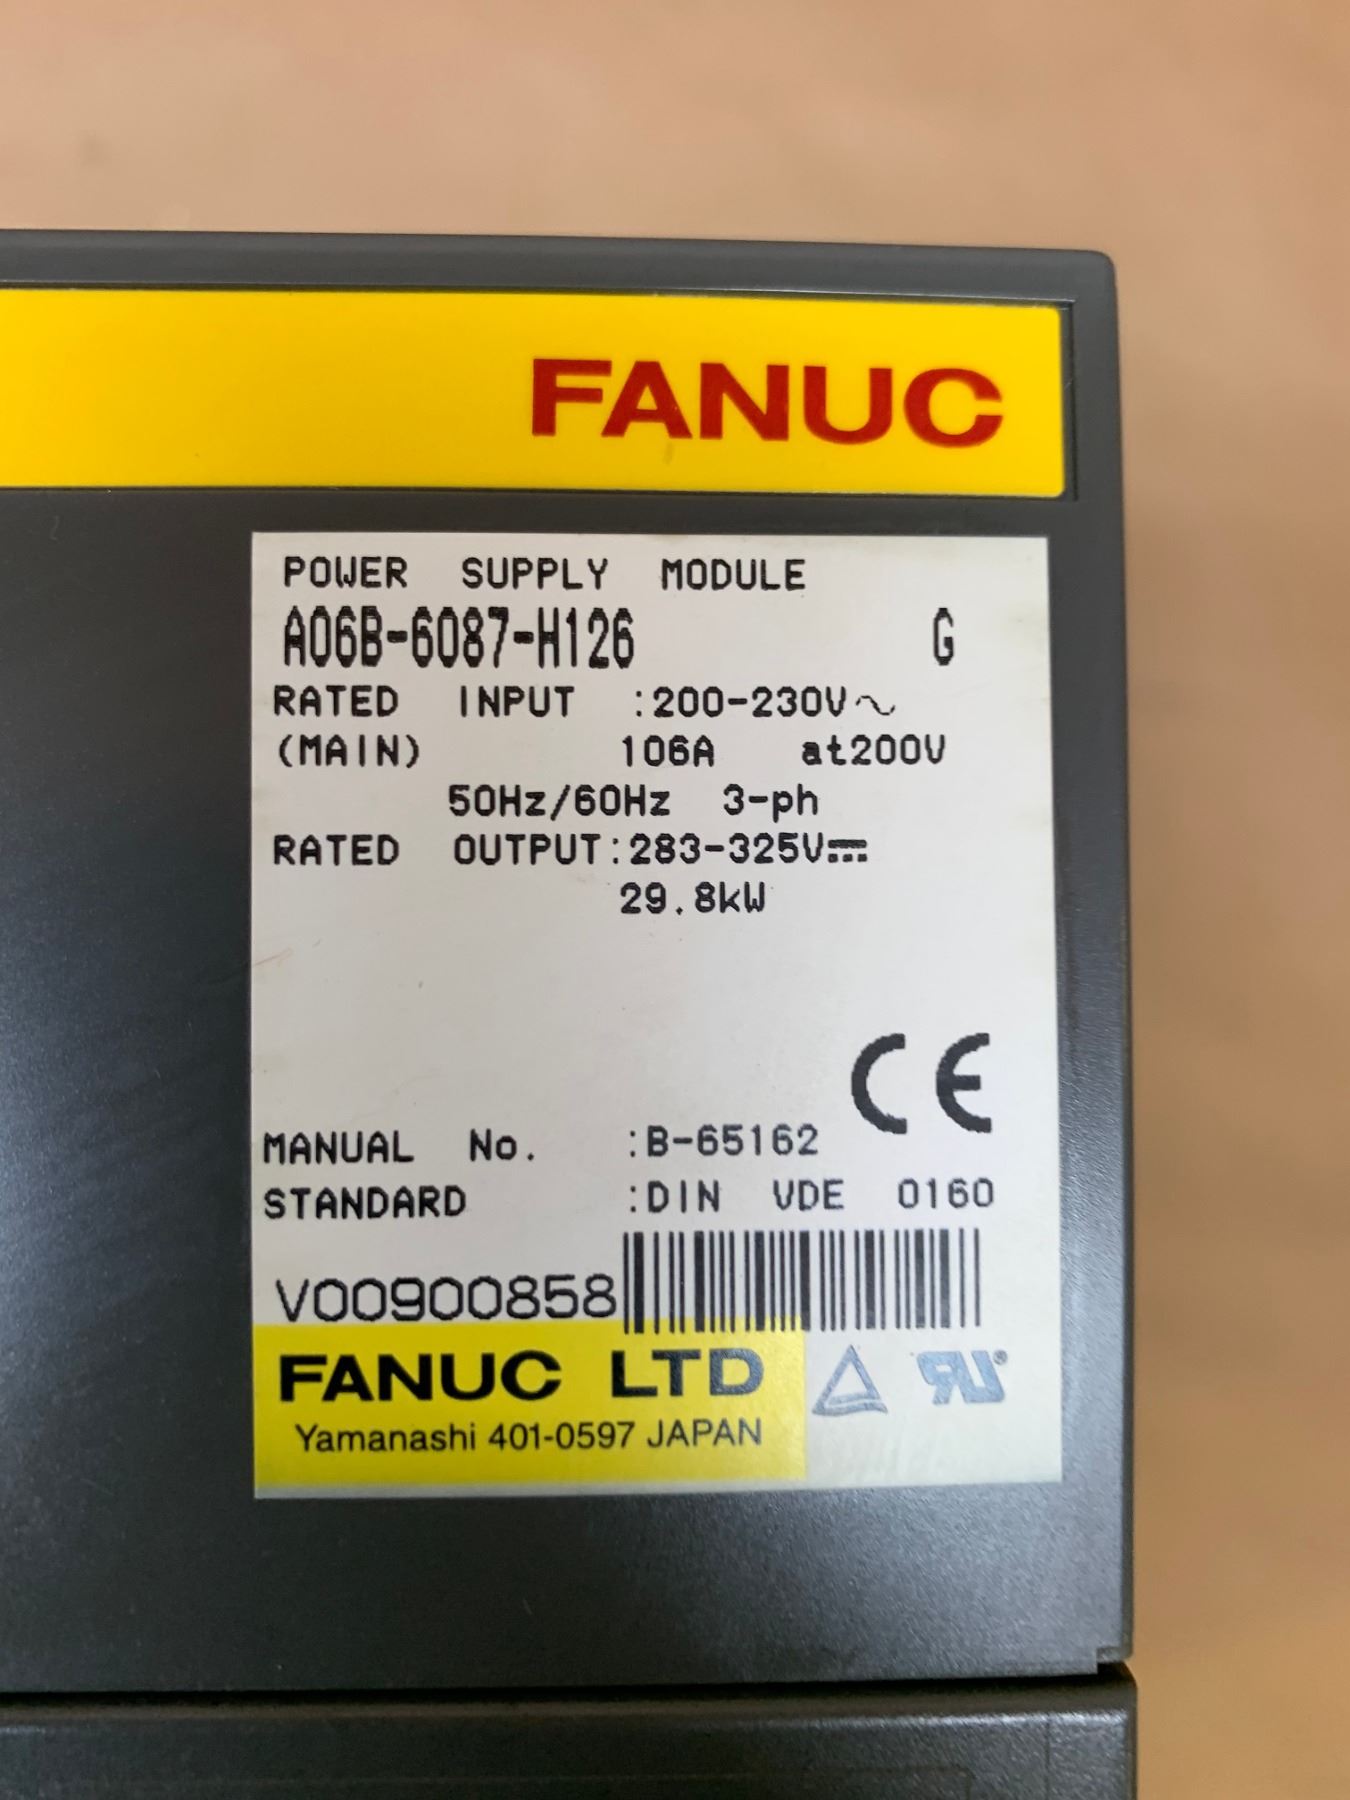 FANUC
POWER SUPPLY MODULE
A06B-6087-H126 G
RATED INPUT :200-230V~
(MAIN) 106A at200V
50Hz/60Hz 3-ph
RATED OUTPUT:283-325V⎓
29.8kW
CE
MANUAL No. :B-65162
STANDARD :DIN VDE 0160
V00900858
FANUC LTD
Yamanashi 401-0597 JAPAN